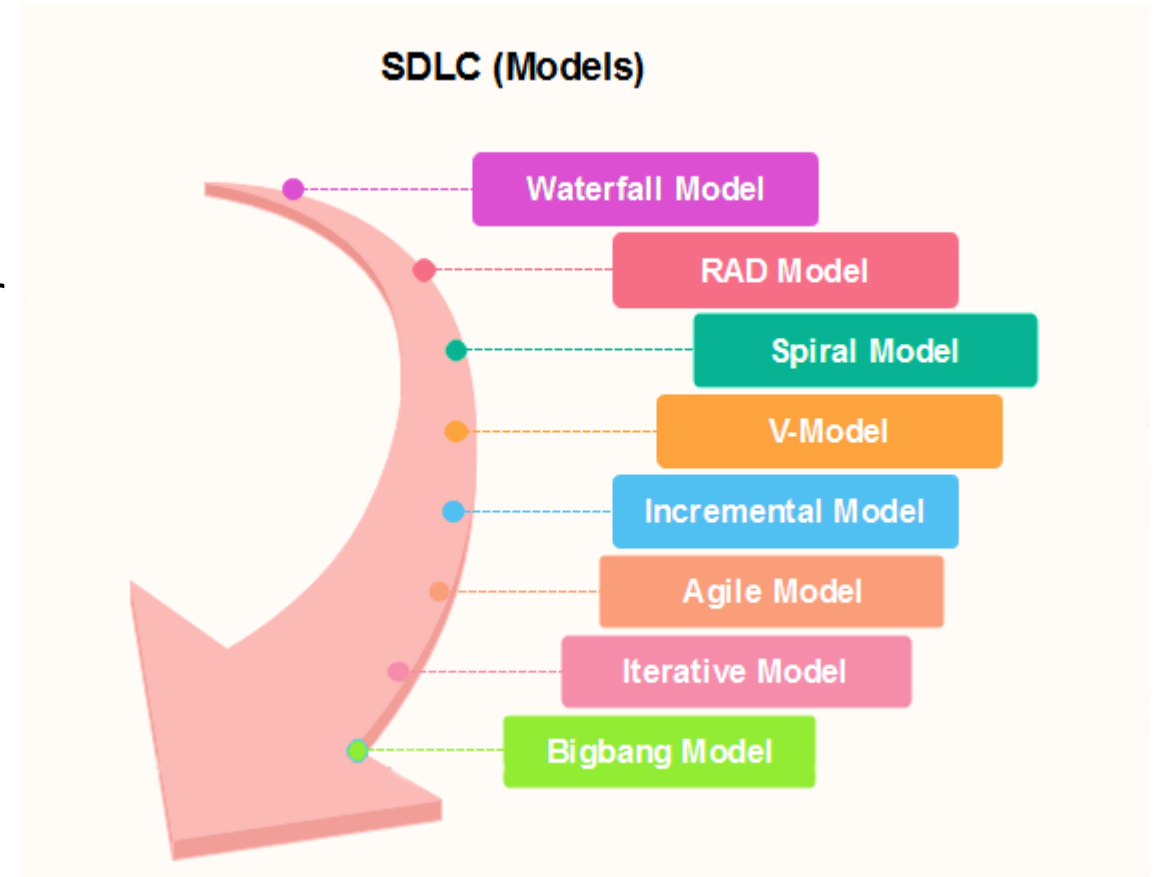 SDLC (Models)
Waterfall Model
RAD Model
Spiral Model
V-Model
Incremental Model
Agile Model
Iterative Model
Bigbang Model